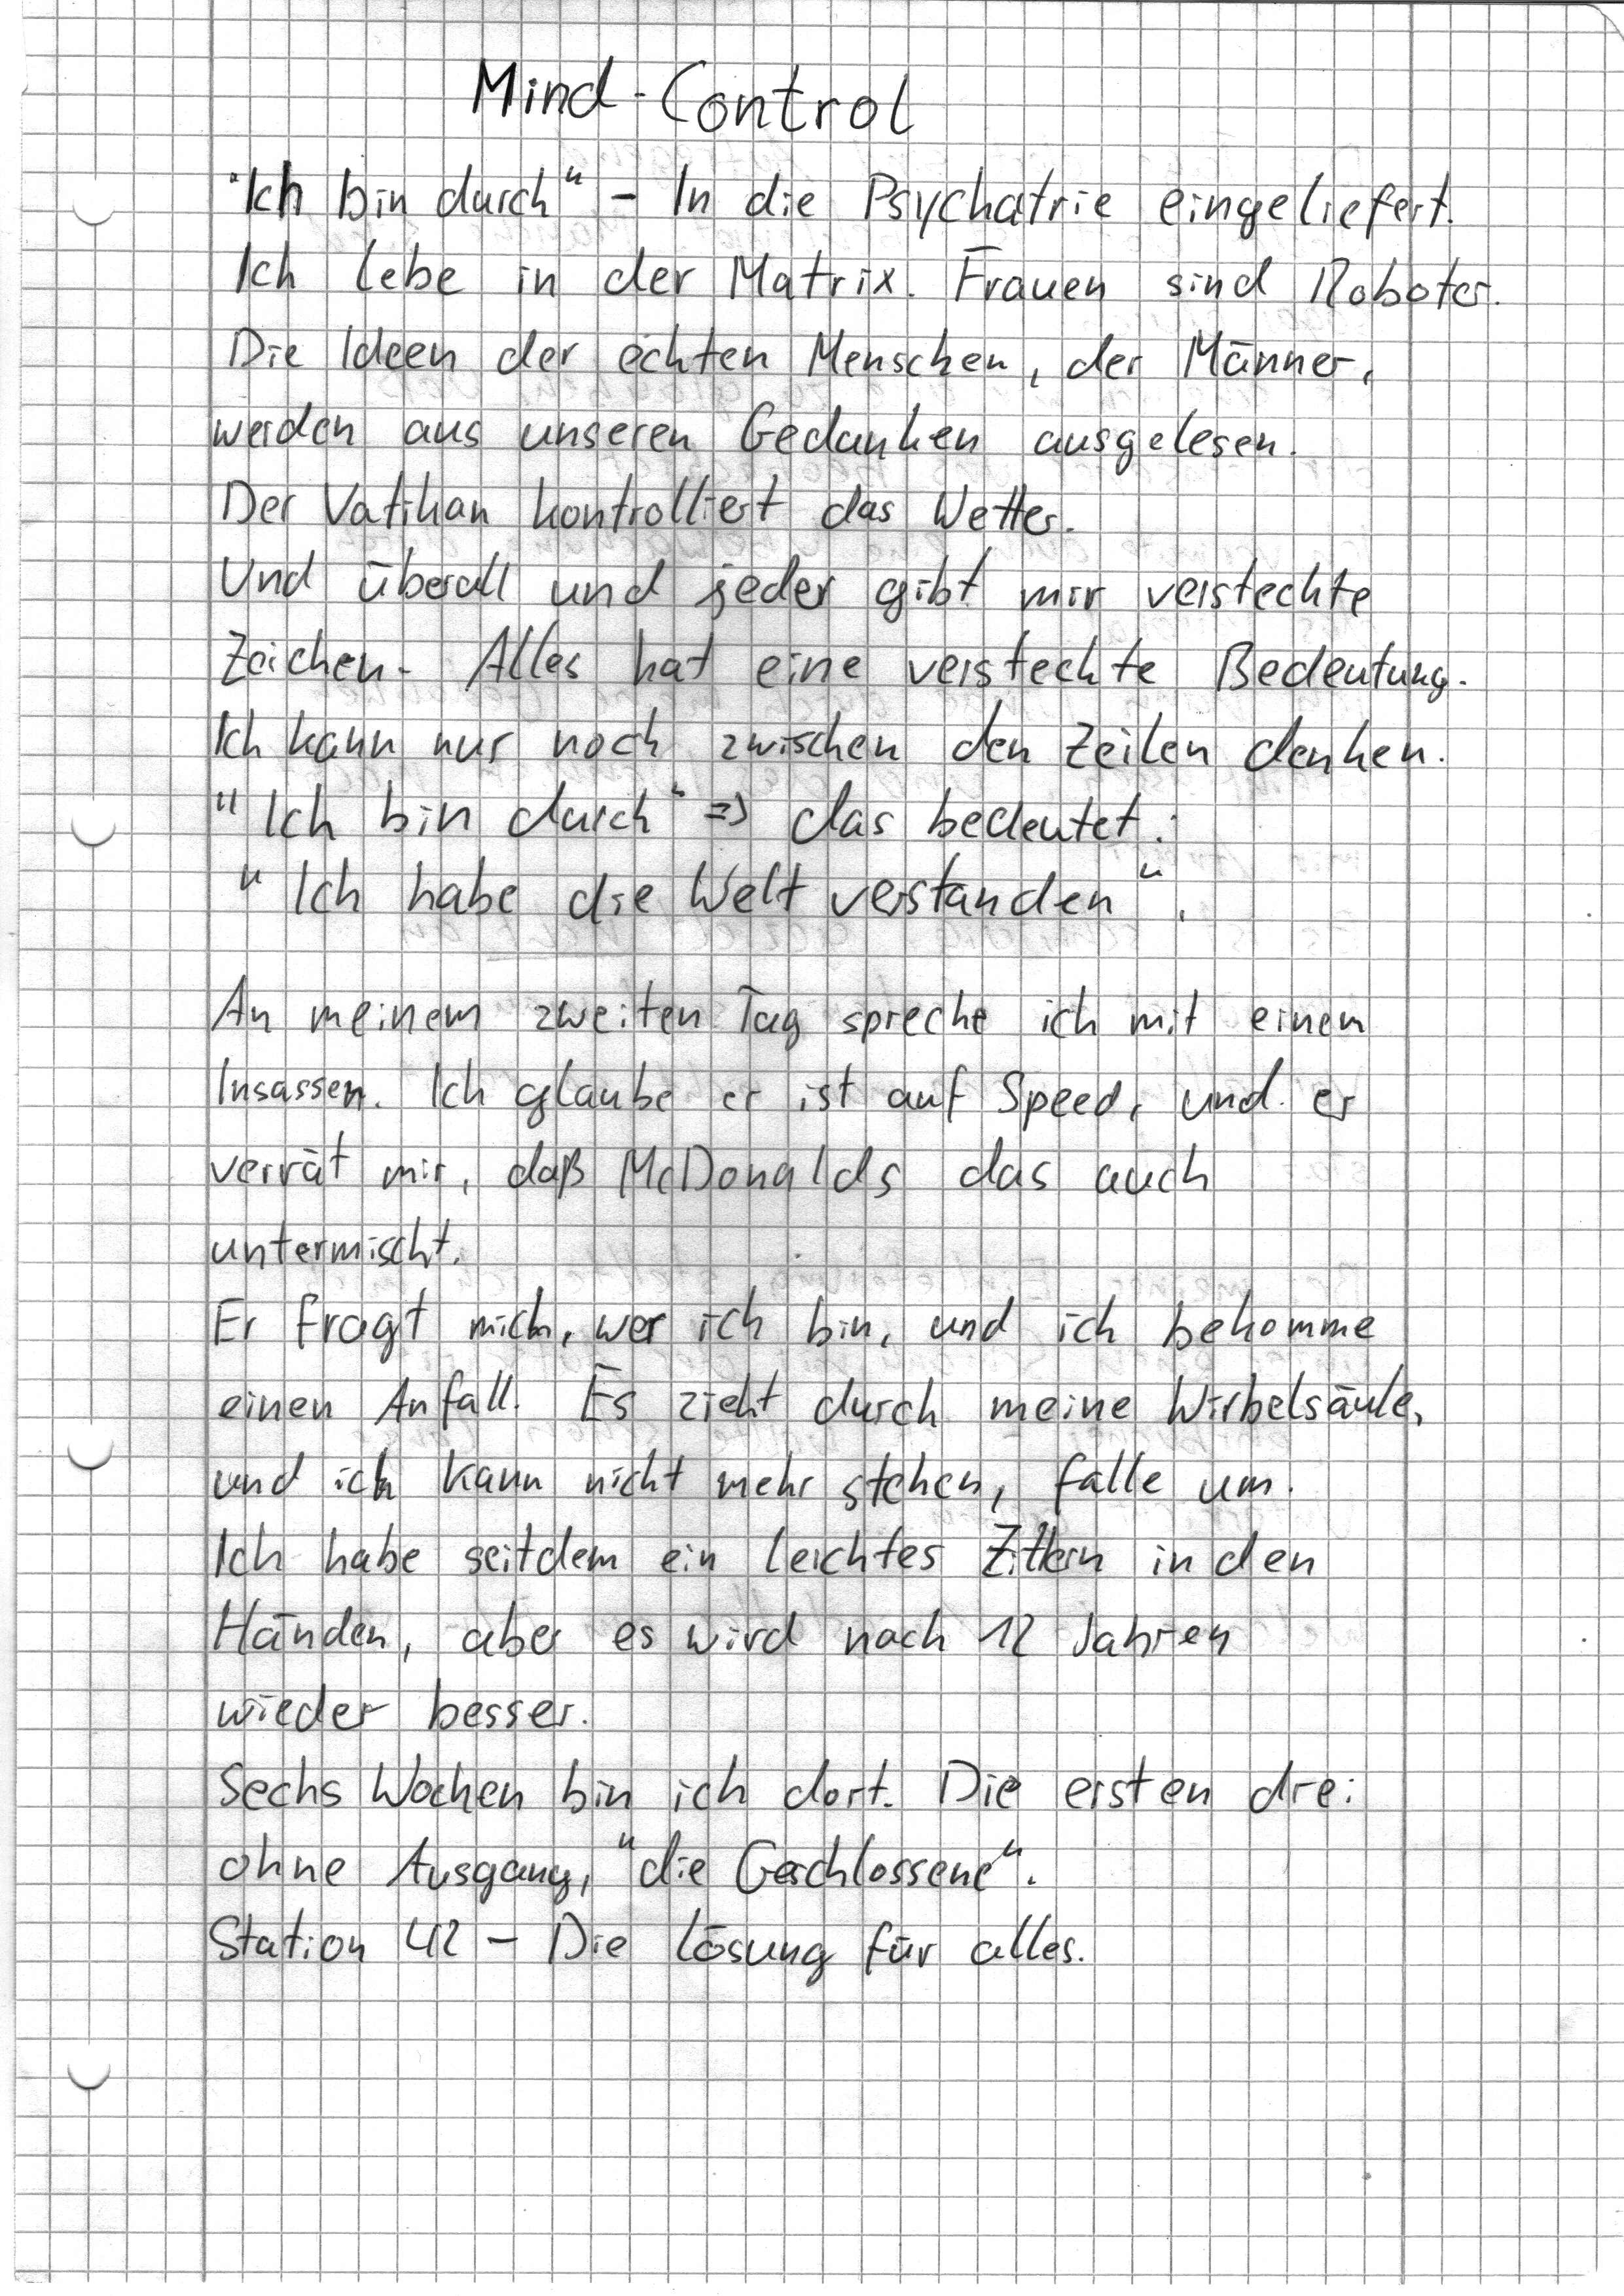 Mind-Control
"Ich bin durch" - In die Psychatrie eingeliefert.
Ich lebe in der Matrix. Frauen sind Roboter.
Die Ideen der echten Menschen, der Männer,
werden aus unseren Gedanken ausgelesen.
Der Vatikan kontrolliert das Wetter.
Und überall und jeder gibt mir versteckte
Zeichen. Alles hat eine versteckte Bedeutung.
Ich kann nur noch zwischen den Zeilen denken.
"Ich bin durch" => das bedeutet:
"Ich habe die Welt verstanden".
An meinem zweiten Tag spreche ich mit einem
Insassen. Ich glaube er ist auf Speed, und er
verrät mir, daß McDonalds das auch
untermischt.
Er fragt mich, wer ich bin, und ich bekomme
einen Anfall. Es zieht durch meine Wirbelsäule,
und ich kann nicht mehr stehen, falle um.
Ich habe seitdem ein leichtes Zittern in den
Händen, aber es wird nach 12 Jahren
wieder besser.
Sechs Wochen bin ich dort. Die ersten drei
ohne Ausgang, "die Geschlossene".
Station 42 - Die Lösung für alles.